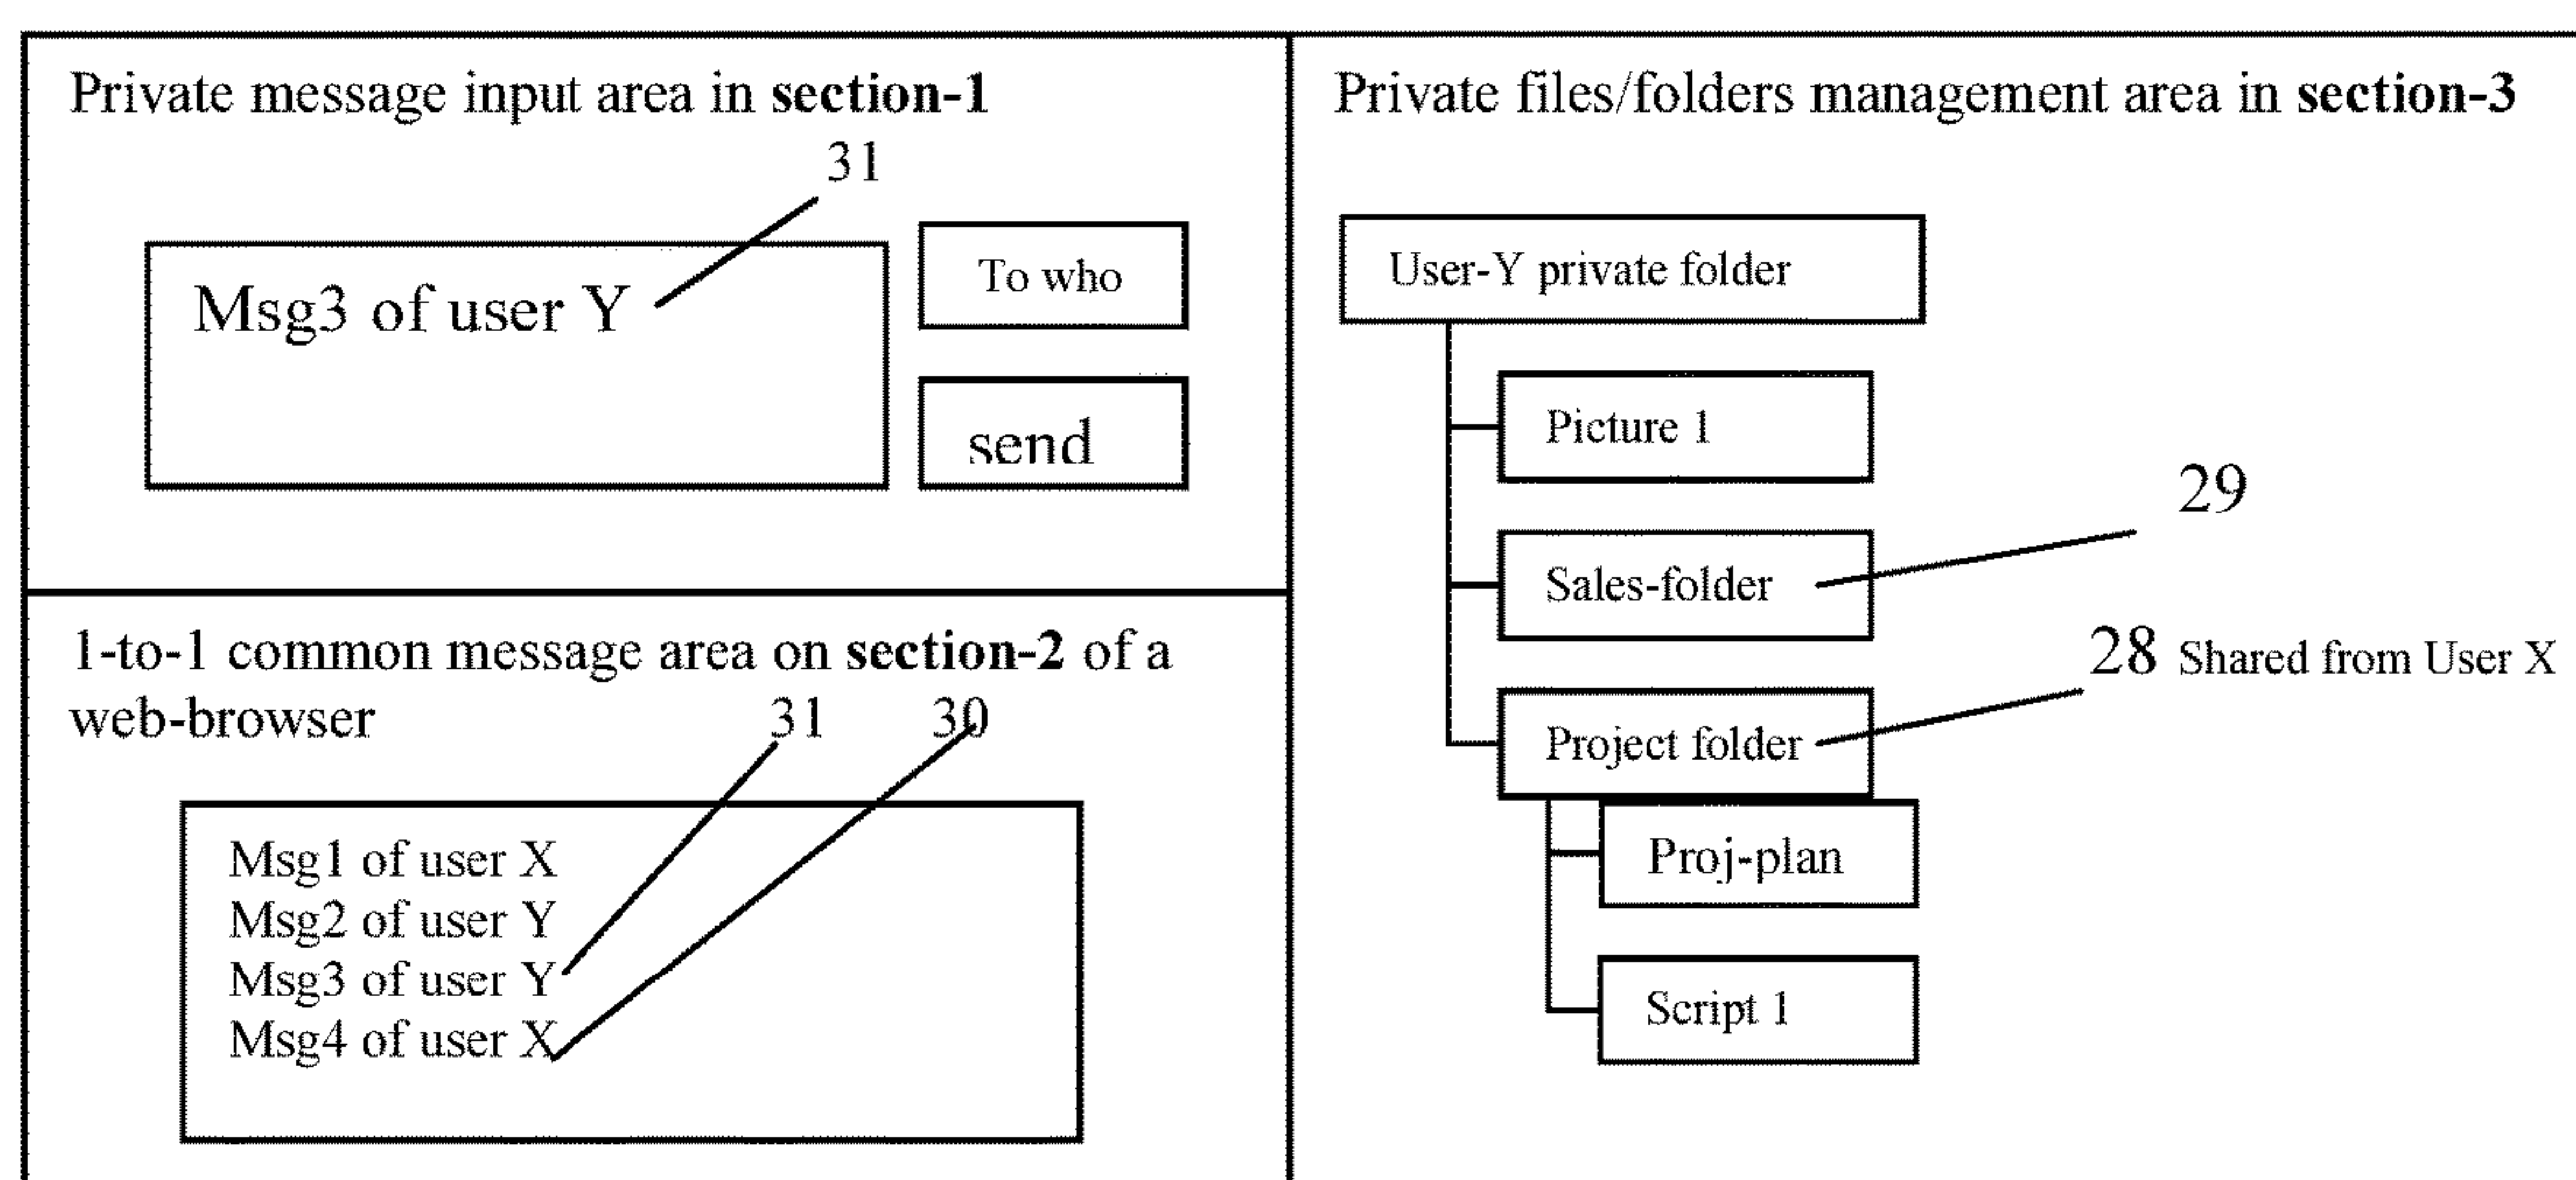 Private message input area in section-1
31
Msg3 of user Y
To who
send
1-to-1 common message area on section-2 of a
web-browser
31
30
Msg1 of user X
Msg2 of user Y
Msg3 of user Y
Msg4 of user X
Private files/folders management area in section-3
User-Y private folder
Picture 1
29
Sales-folder
28 Shared from User X
Project folder
Proj-plan
Script 1